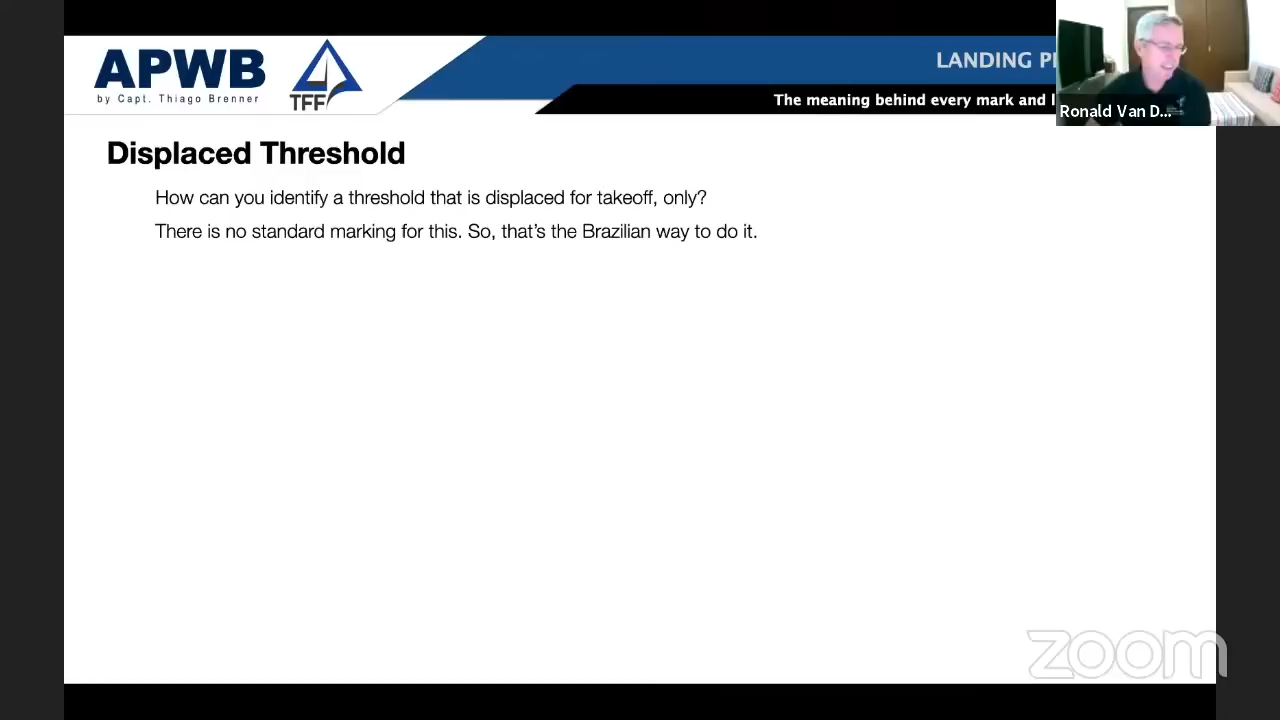 APWB
by Capt. Thiago Brenner
TFF
LANDING
The meaning behind every mark and
Ronald Van D...
Displaced Threshold
How can you identify a threshold that is displaced for takeoff, only?
There is no standard marking for this. So, that's the Brazilian way to do it.
zoom